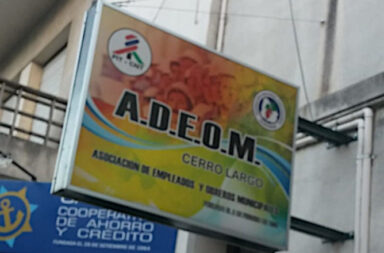 PIT - CNT
A.D.E.O.M.
CERRO LARGO
ASOCIACION DE EMPLEADOS Y OBREROS MUNICIPALES
COOPERATIVA
DE AHORRO
Y CREDITO